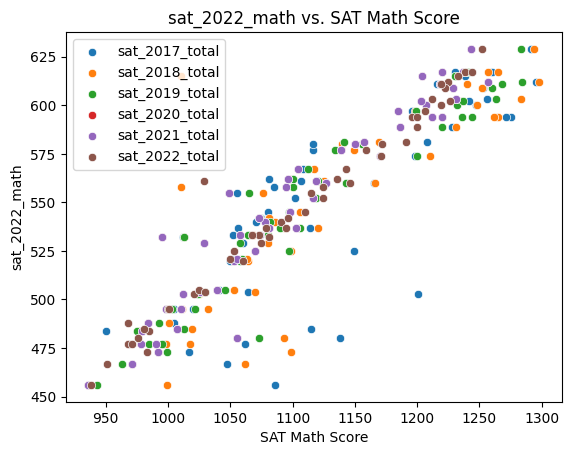 sat_2022_math vs. SAT Math Score
sat_2017_total
sat_2018_total
sat_2019_total
sat_2020_total
sat_2021_total
sat_2022_total
625
600
575
550
525
500
475
450
sat_2022_math
950 1000 1050 1100 1150 1200 1250 1300
SAT Math Score